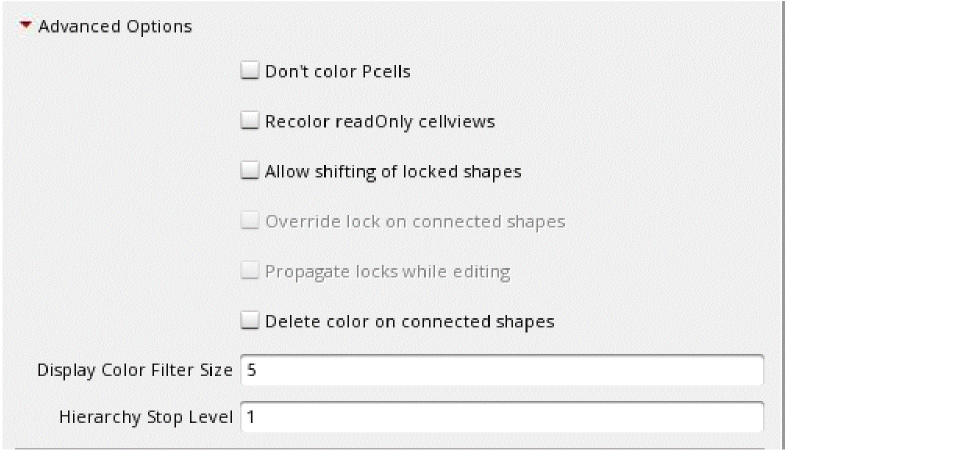 Advanced Options
Don't color Pcells
Recolor readOnly cellviews
Allow shifting of locked shapes
Override lock on connected shapes
Propagate locks while editing
Delete color on connected shapes
Display Color Filter Size 5
Hierarchy Stop Level 1